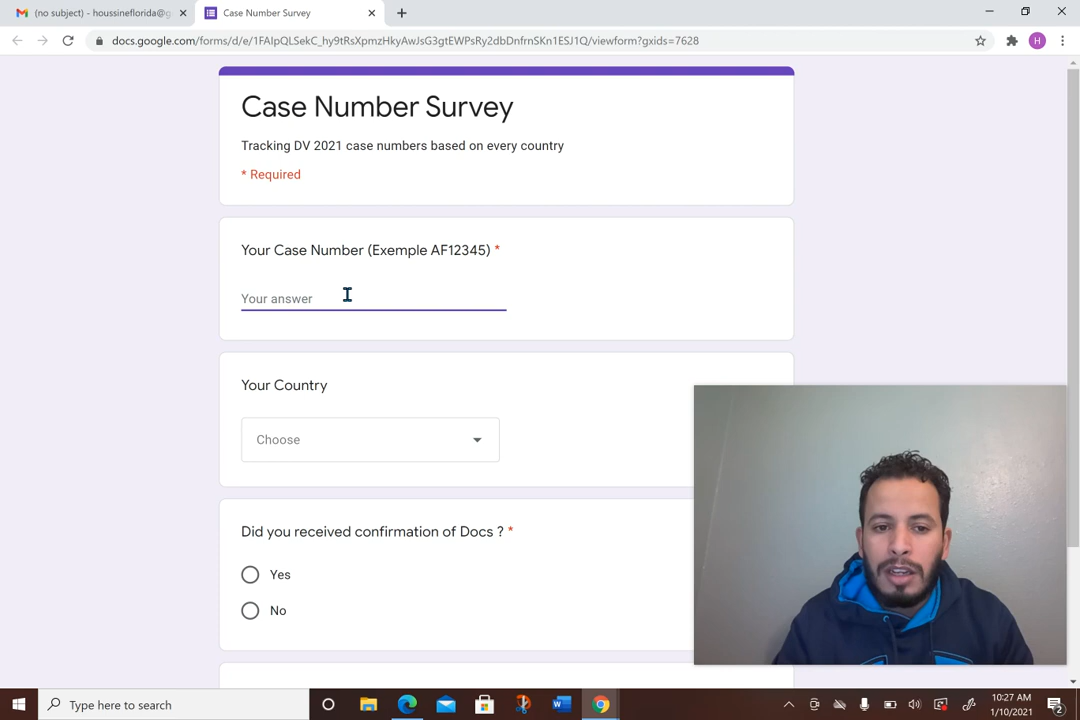 (no subject) - houssineflorida@g
Case Number Survey
docs.google.com/forms/d/e/1FAIpQLSekC_hy9tRsXpmzHkyAwJsG3gtEWPsRy2dbDnfrnSKn1ESJ1Q/viewform?gxids=7628
H
Case Number Survey
Tracking DV 2021 case numbers based on every country
* Required
Your Case Number (Exemple AF12345) *
Your answer
Your Country
Choose
Did you received confirmation of Docs ? *
Yes
No
Type here to search
10:27 AM
1/10/2021
2